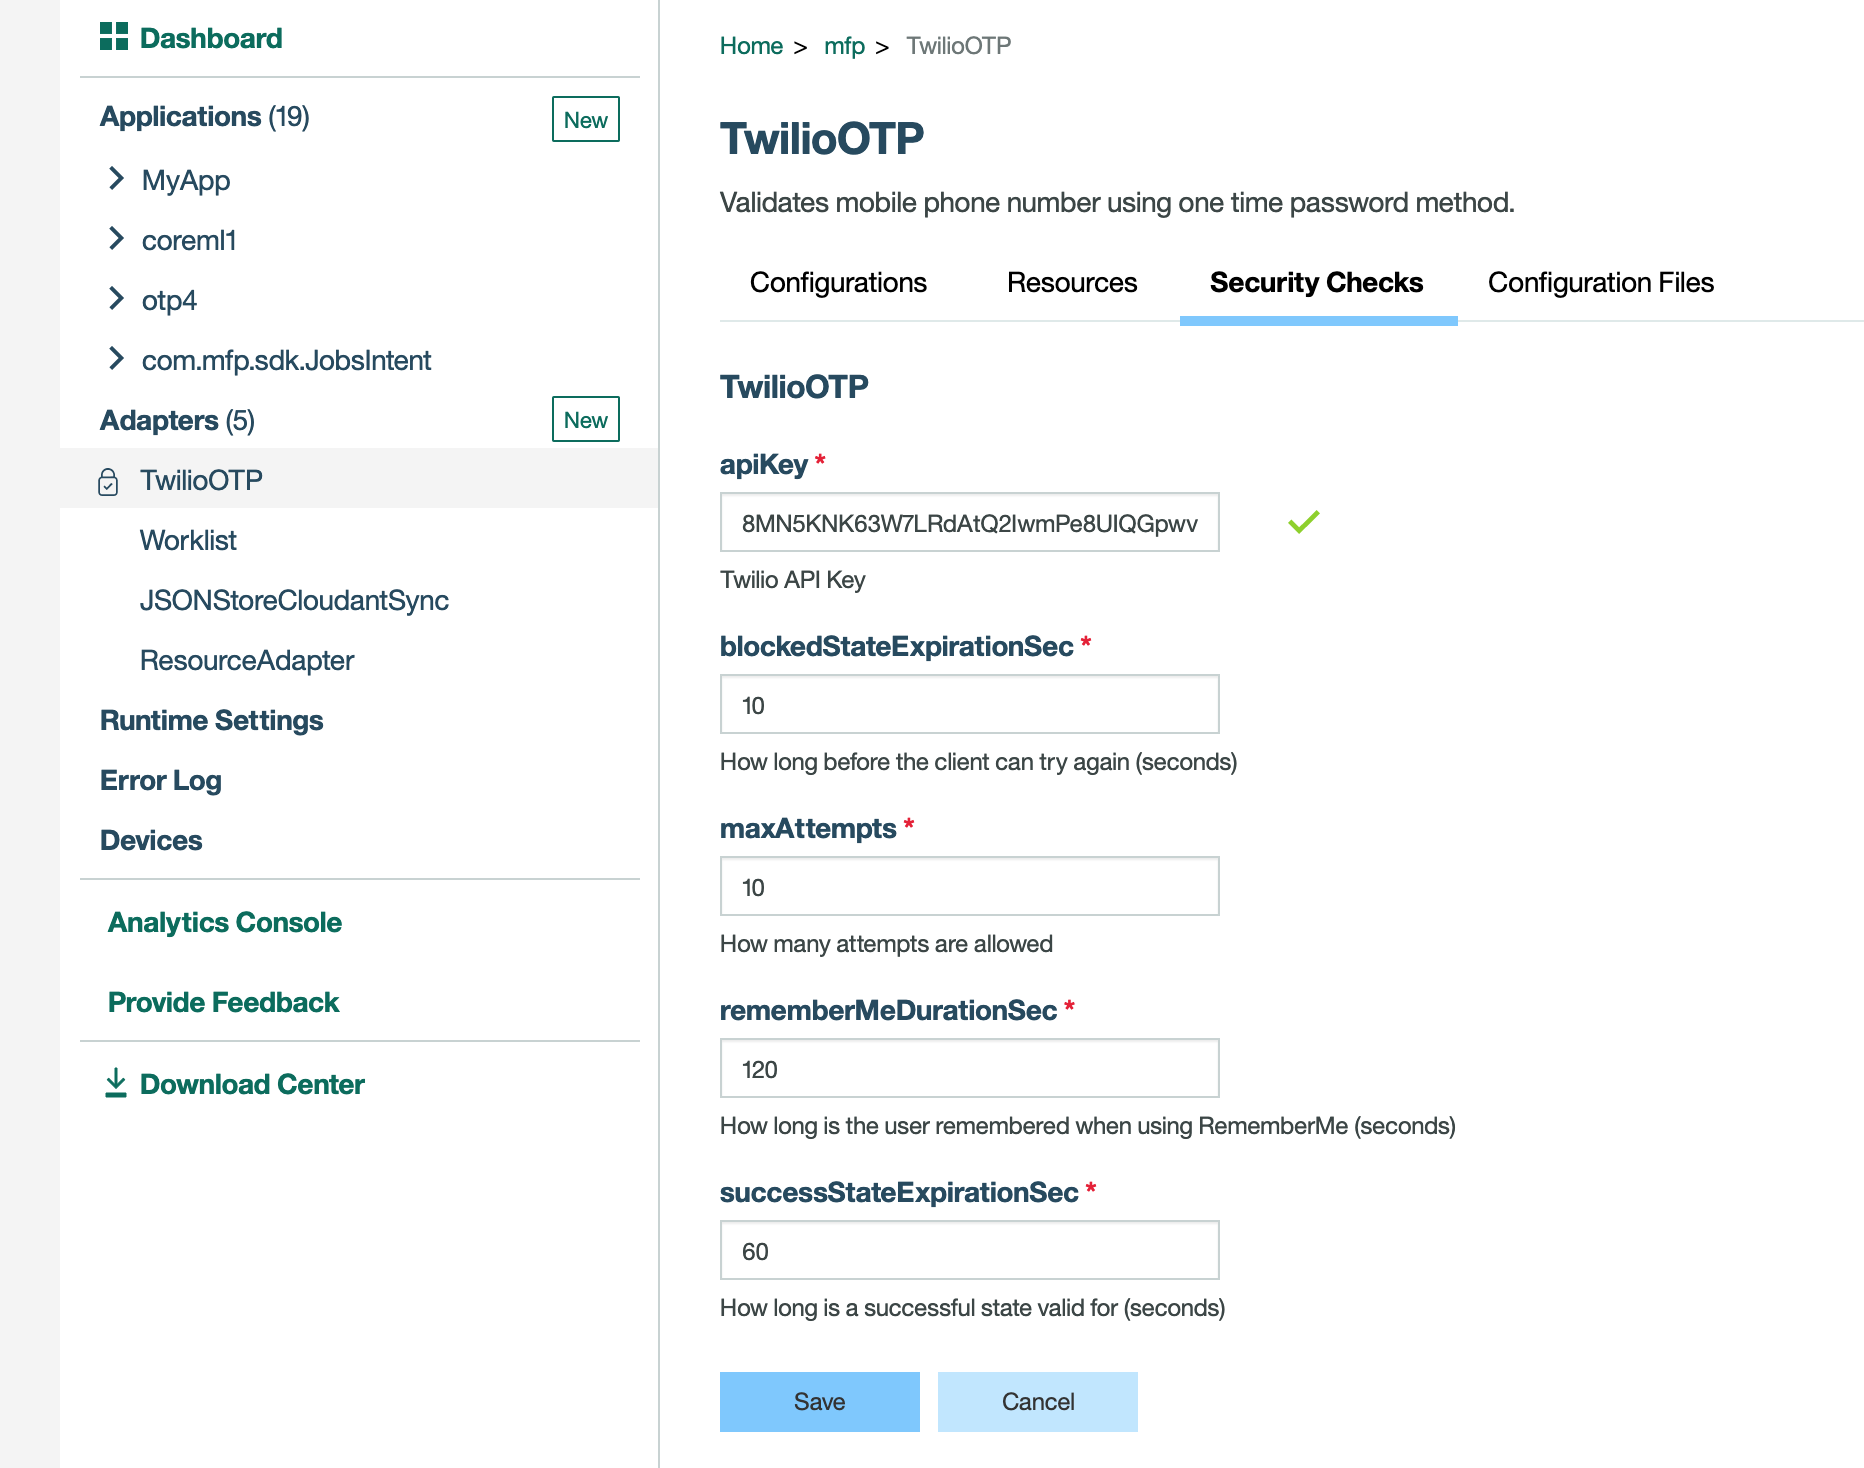 Dashboard
Applications (19)
New
MyApp
coreml1
otp4
com.mfp.sdk.JobsIntent
Adapters (5)
New
TwilioOTP
Worklist
JSONStoreCloudantSync
ResourceAdapter
Runtime Settings
Error Log
Devices
Analytics Console
Provide Feedback
Download Center
Home > mfp > TwilioOTP
TwilioOTP
Validates mobile phone number using one time password method.
Configurations Resources Security Checks Configuration Files
TwilioOTP
apiKey *
8MN5KNK63W7LRdAtQ2IwmPe8UIQGpwv
Twilio API Key
blockedStateExpirationSec *
10
How long before the client can try again (seconds)
maxAttempts *
10
How many attempts are allowed
rememberMeDurationSec *
120
How long is the user remembered when using RememberMe (seconds)
successStateExpirationSec *
60
How long is a successful state valid for (seconds)
Save Cancel